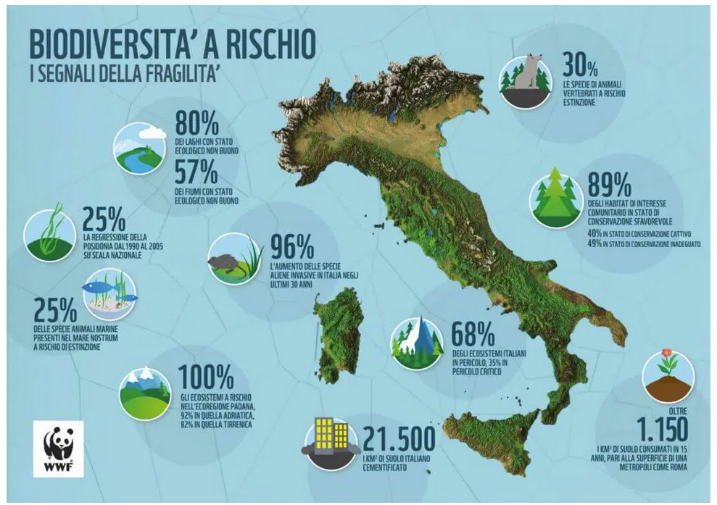 BIODIVERSITA' A RISCHIO
I SEGNALI DELLA FRAGILITA'
30%
LE SPECIE DI ANIMALI
VERTEBRATI A RISCHIO
ESTINZIONE
80%
DEI LAGHI CON STATO
ECOLOGICO NON BUONO
57%
DEI FIUMI CON STATO
ECOLOGICO NON BUONO
89%
DEGLI HABITAT DI INTERESSE
COMUNITARIO IN STATO DI
CONSERVAZIONE SFAVOREVOLE
40% IN STATO DI CONSERVAZIONE CATTIVO
49% IN STATO DI CONSERVAZIONE INADEGUATO
25%
LA REGRESSIONE DELLA
POSIDONIA DAL 1990 AL 2005
SU SCALA NAZIONALE
96%
L'AUMENTO DELLE SPECIE
ALIENE INVASIVE IN ITALIA NEGLI
ULTIMI 30 ANNI
25%
DELLE SPECIE ANIMALI MARINE
PRESENTI NEL MARE NOSTRUM
A RISCHIO DI ESTINZIONE
68%
DEGLI ECOSISTEMI ITALIANI
IN PERICOLO, 35% IN
PERICOLO CRITICO
100%
GLI ECOSISTEMI A RISCHIO
NELL'ECOREGIONE PADANA,
92% IN QUELLA ADRIATICA,
82% IN QUELLA TIRRENICA
OLTRE
1.150
I KM² DI SUOLO CONSUMATI IN 15
ANNI, PARI ALLA SUPERFICIE DI UNA
METROPOLI COME ROMA
21.500
I KM² DI SUOLO ITALIANO
CEMENTIFICATO
WWF